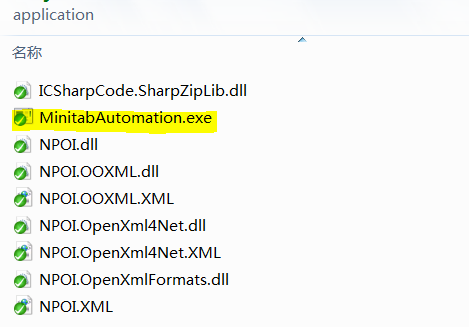 application
名称
ICSharpCode.SharpZipLib.dll
MinitabAutomation.exe
NPOI.dll
NPOI.OOXML.dll
NPOI.OOXML.XML
NPOI.OpenXml4Net.dll
NPOI.OpenXml4Net.XML
NPOI.OpenXmlFormats.dll
NPOI.XML